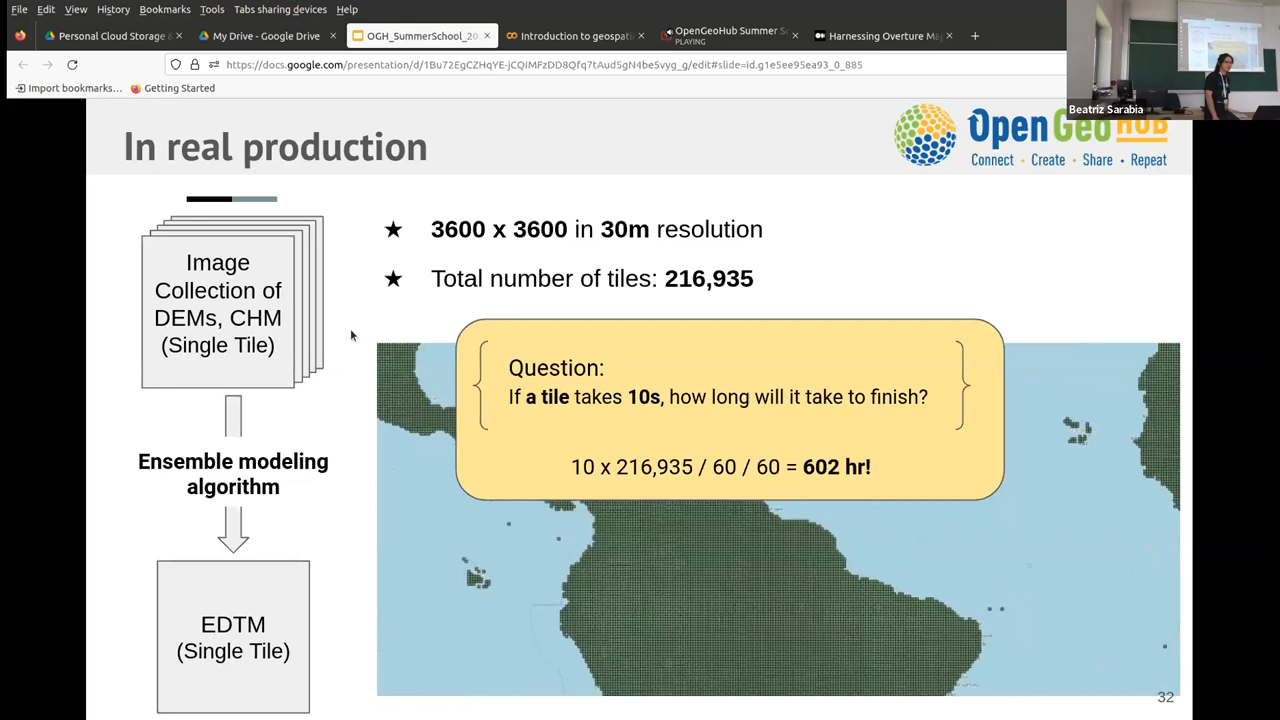 File Edit View History Bookmarks Tools Tabs sharing devices Help
Personal Cloud Storage & My Drive - Google Drive OGH_SummerSchool_20 Introduction to geospati OpenGeoHub Summer Sc Harnessing Overture Ma
PLAYING
https://docs.google.com/presentation/d/1Bu72EgCZHqYE-jCQtMFzDD8Qfq7tAud5gN4be5vyg_g/edit#slide=id.g1e5ee95ea93_0_885
Import bookmarks... Getting Started
Beatriz Sarabia
In real production
OpenGeoHUB
Connect · Create · Share · Repeat
★ 3600 x 3600 in 30m resolution
★ Total number of tiles: 216,935
Image
Collection of
DEMs, CHM
(Single Tile)
Question:
If a tile takes 10s, how long will it take to finish?
10 x 216,935 / 60 / 60 = 602 hr!
Ensemble modeling
algorithm
EDTM
(Single Tile)
32